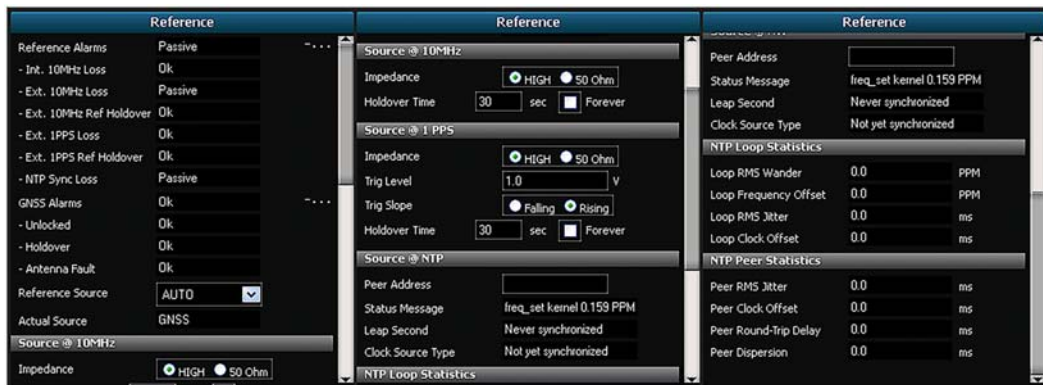 Reference
Reference Alarms Passive -...
- Int. 10MHz Loss Ok
- Ext. 10MHz Loss Passive
- Ext. 10MHz Ref Holdover Ok
- Ext. 1PPS Loss Ok
- Ext. 1PPS Ref Holdover Ok
- NTP Sync Loss Passive
GNSS Alarms Ok -...
- Unlocked Ok
- Holdover Ok
- Antenna Fault Ok
Reference Source AUTO
Actual Source GNSS
Source @ 10MHz
Impedance HIGH 50 Ohm
Reference
Source @ 10MHz
Impedance HIGH 50 Ohm
Holdover Time 30 sec Forever
Source @ 1 PPS
Impedance HIGH 50 Ohm
Trig Level 1.0 V
Trig Slope Falling Rising
Holdover Time 30 sec Forever
Source @ NTP
Peer Address
Status Message freq_set kernel 0.159 PPM
Leap Second Never synchronized
Clock Source Type Not yet synchronized
NTP Loop Statistics
Reference
Source @ NTP
Peer Address
Status Message freq_set kernel 0.159 PPM
Leap Second Never synchronized
Clock Source Type Not yet synchronized
NTP Loop Statistics
Loop RMS Wander 0.0 PPM
Loop Frequency Offset 0.0 PPM
Loop RMS Jitter 0.0 ms
Loop Clock Offset 0.0 ms
NTP Peer Statistics
Peer RMS Jitter 0.0 ms
Peer Clock Offset 0.0 ms
Peer Round-Trip Delay 0.0 ms
Peer Dispersion 0.0 ms